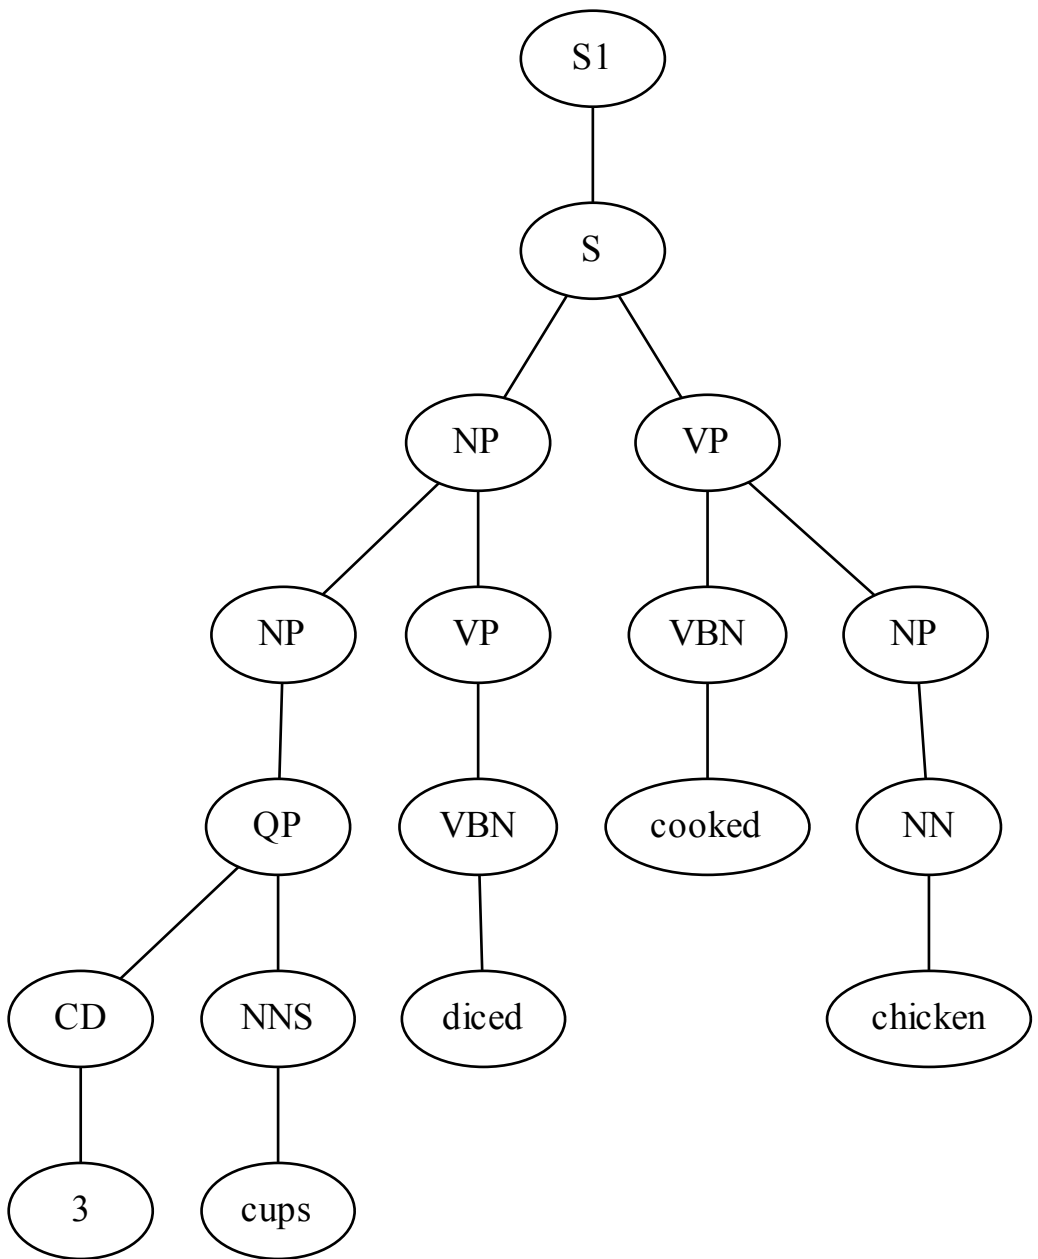 S1
S
NP VP
NP VP VBN NP
QP VBN cooked NN
CD NNS diced chicken
3 cups